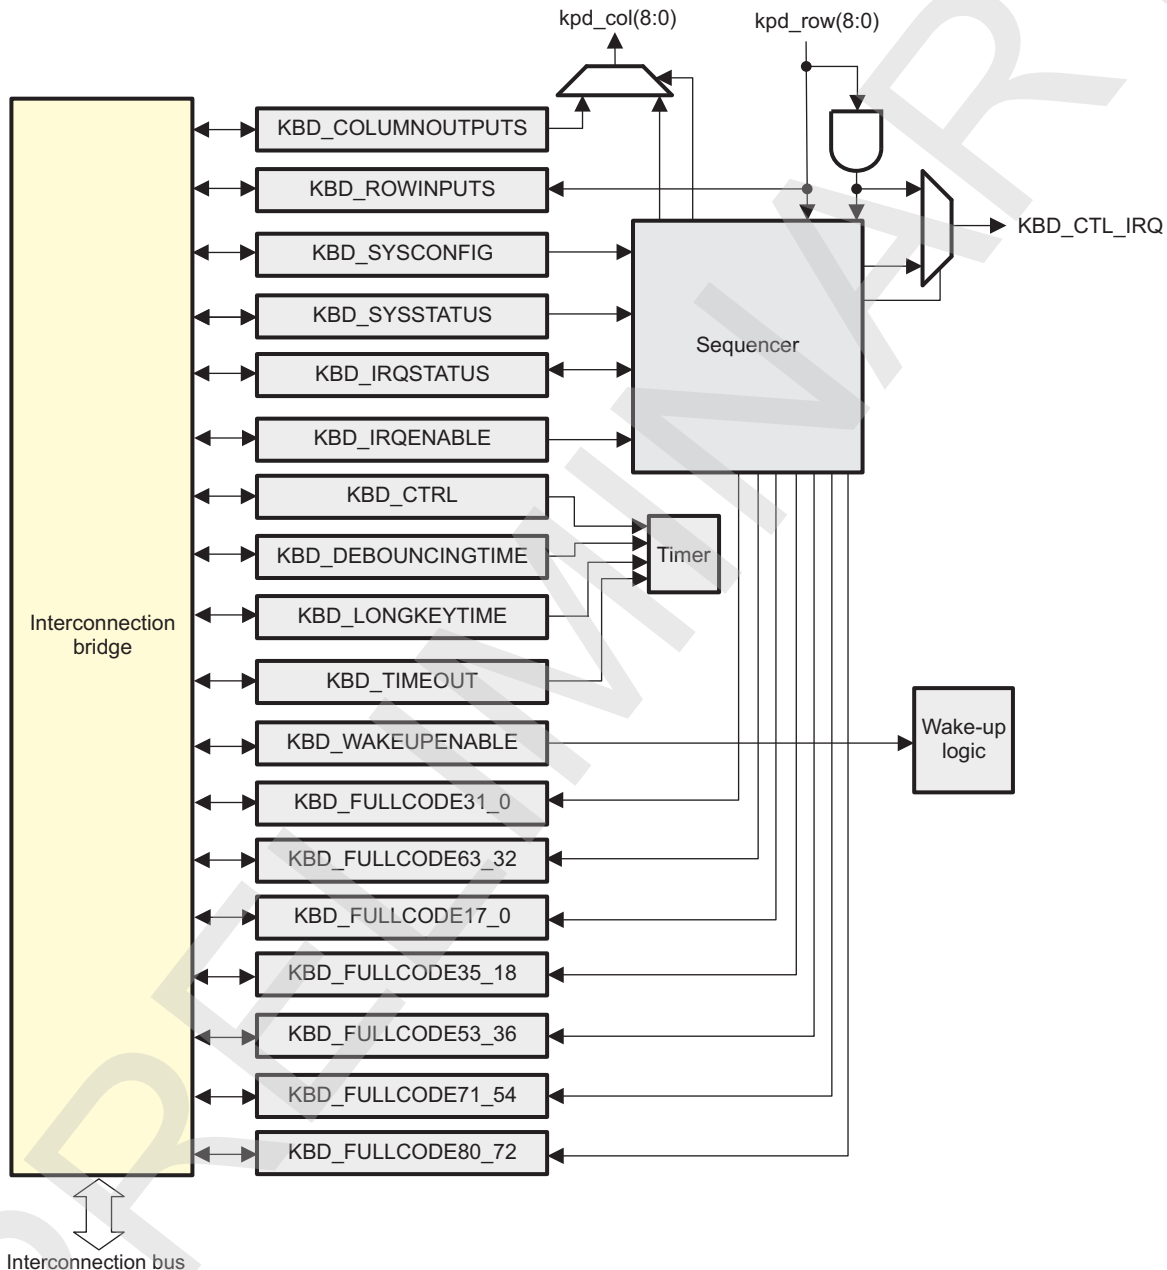 kpd_col(8:0)
kpd_row(8:0)
KBD_COLUMNOUTPUTS
KBD_ROWINPUTS
KBD_CTL_IRQ
KBD_SYSCONFIG
KBD_SYSSTATUS
Sequencer
KBD_IRQSTATUS
KBD_IRQENABLE
KBD_CTRL
KBD_DEBOUNCINGTIME
Timer
KBD_LONGKEYTIME
Interconnection
bridge
KBD_TIMEOUT
KBD_WAKEUPENABLE
Wake-up
logic
KBD_FULLCODE31_0
KBD_FULLCODE63_32
KBD_FULLCODE17_0
KBD_FULLCODE35_18
KBD_FULLCODE53_36
KBD_FULLCODE71_54
KBD_FULLCODE80_72
Interconnection bus
PRELIMINARY